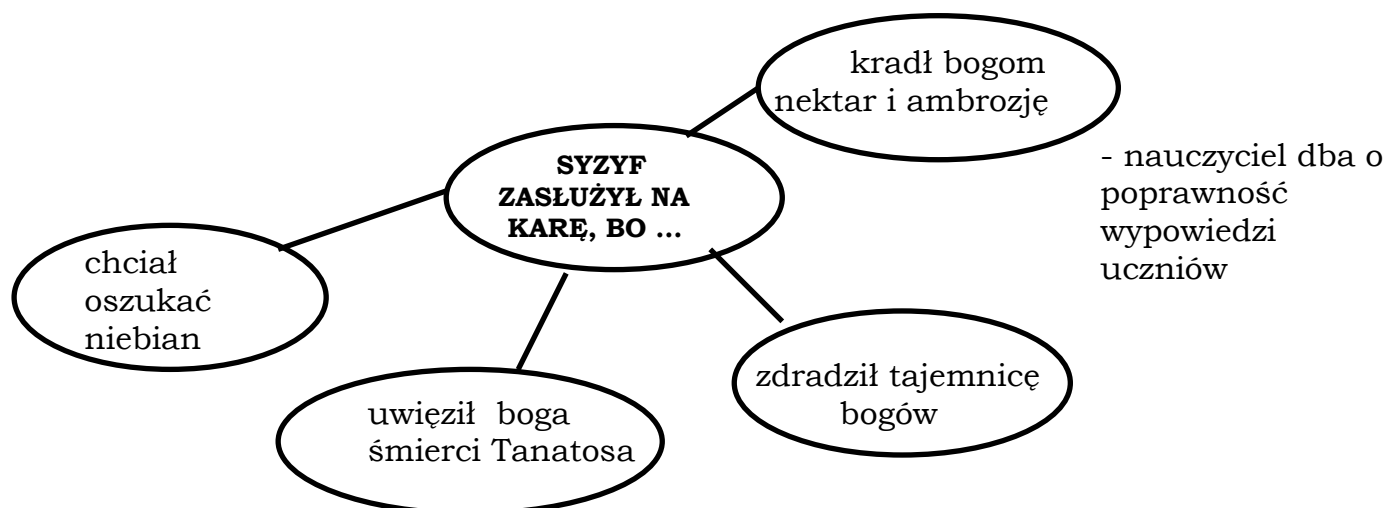 kradł bogom
nektar i ambrozję
SYZYF
ZASŁUŻYŁ NA
KARĘ, BO ...
- nauczyciel dba o
poprawność
wypowiedzi
uczniów
chciał
oszukać
niebian
uwięził boga
śmierci Tanatosa
zdradził tajemnicę
bogów